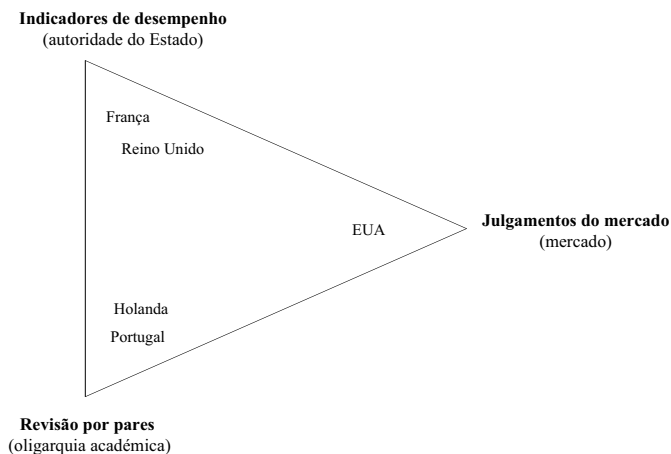 Indicadores de desempenho
(autoridade do Estado)
França
Reino Unido
EUA
Julgamentos do mercado
(mercado)
Holanda
Portugal
Revisão por pares
(oligarquia académica)